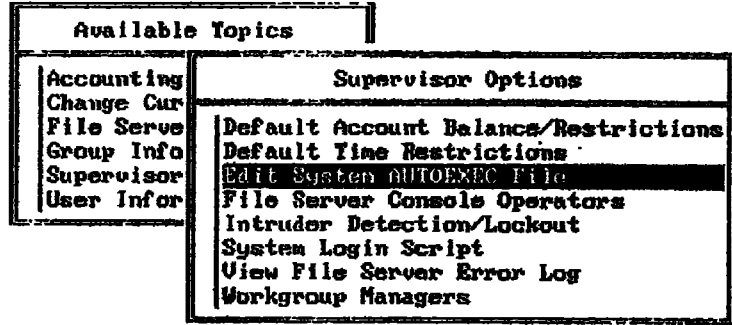 Available Topics
Accounting
Change Cur
File Serve
Group Info
Supervisor
User Infor
Supervisor Options
Default Account Balance/Restrictions
Default Time Restrictions
Edit System AUTOEXEC File
File Server Console Operators
Intruder Detection/Lockout
System Login Script
View File Server Error Log
Workgroup Managers